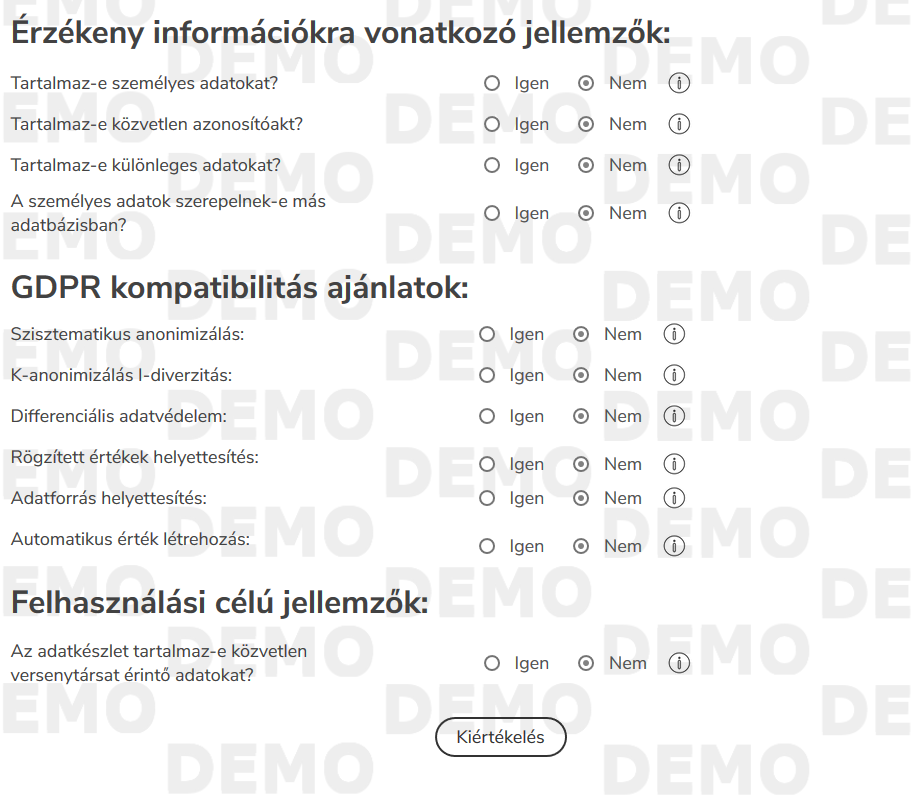 Érzékeny információkra vonatkozó jellemzők:
Tartalmaz-e személyes adatokat? Igen Nem
Tartalmaz-e közvetlen azonosítóakt? Igen Nem
Tartalmaz-e különleges adatokat? Igen Nem
A személyes adatok szerepelnek-e más
adatbázisban? Igen Nem
GDPR kompatibilitás ajánlatok:
Szisztematikus anonimizálás: Igen Nem
K-anonimizálás l-diverzitás: Igen Nem
Differenciális adatvédelem: Igen Nem
Rögzített értékek helyettesítés: Igen Nem
Adatforrás helyettesítés: Igen Nem
Automatikus érték létrehozás: Igen Nem
Felhasználási célú jellemzők:
Az adatkészlet tartalmaz-e közvetlen
versenytársat érintő adatokat? Igen Nem
Kiértékelés
DEMO